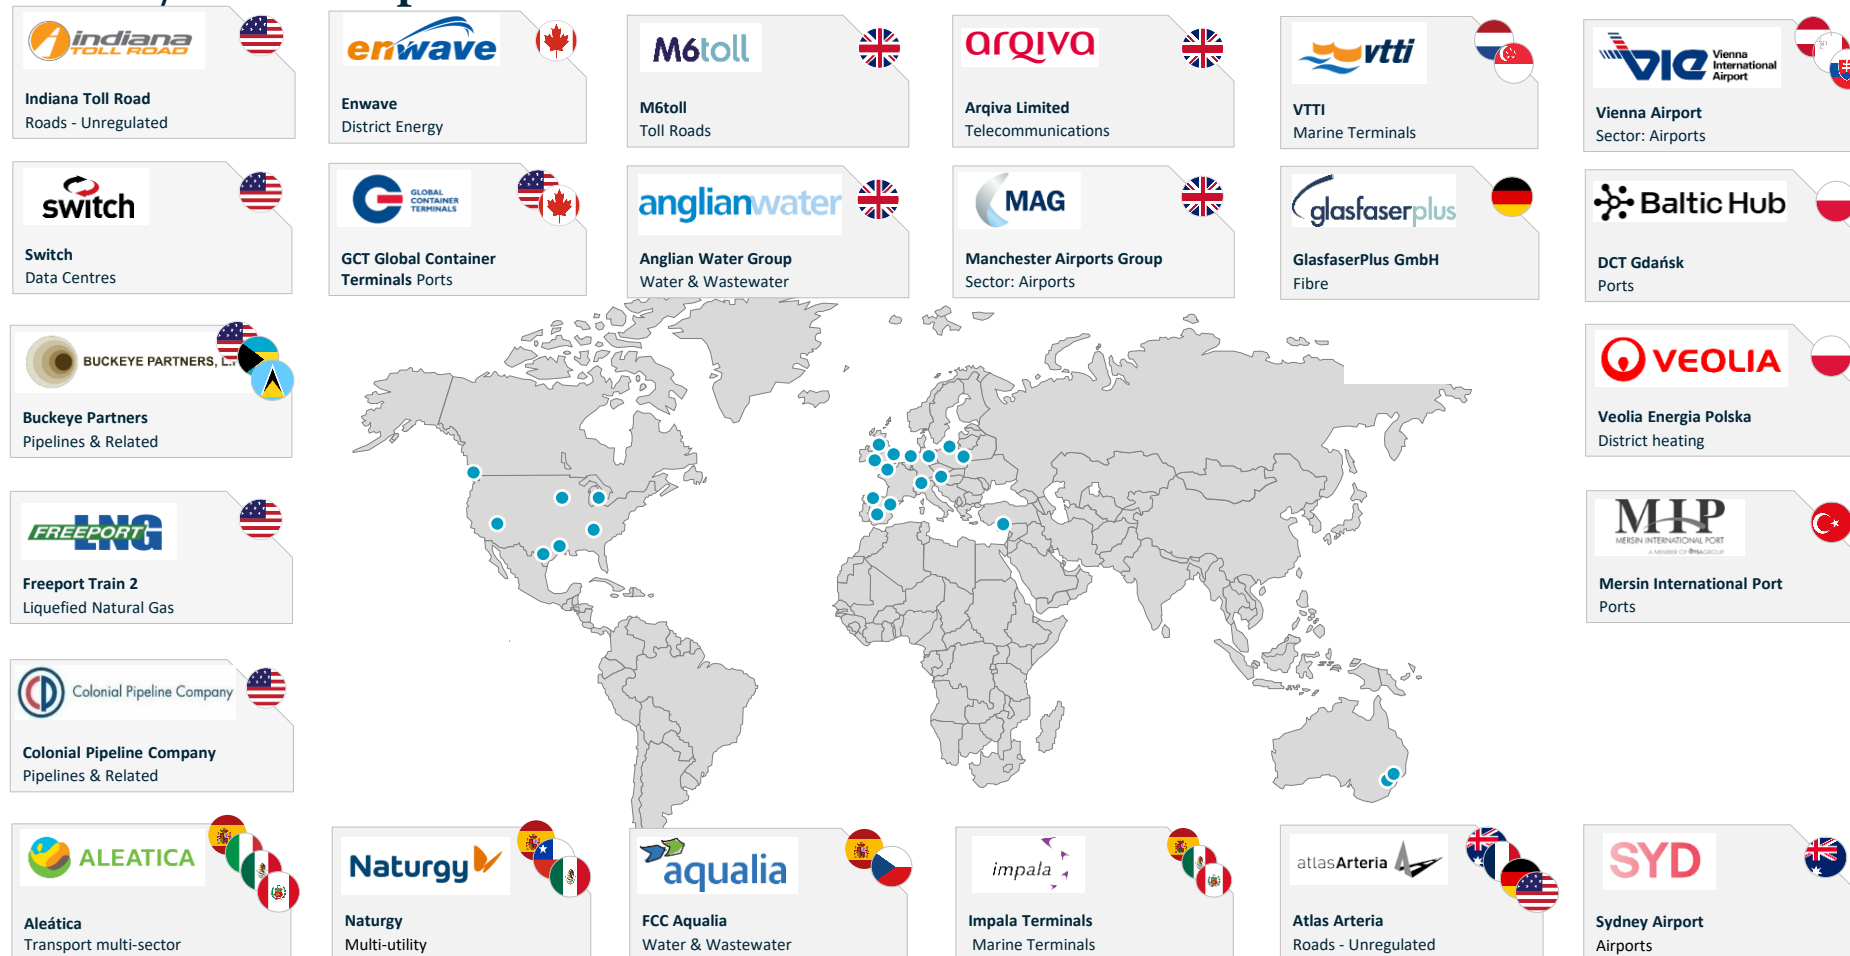 indiana
TOLL ROAD
Indiana Toll Road
Roads - Unregulated
enwave
Enwave
District Energy
M6toll
M6toll
Toll Roads
arqiva
Arqiva Limited
Telecommunications
vtti
VTTI
Marine Terminals
VIE Vienna
International
Airport
Vienna Airport
Sector: Airports
switch
Switch
Data Centres
GLOBAL
CONTAINER
TERMINALS
GCT Global Container
Terminals Ports
anglianwater
Anglian Water Group
Water & Wastewater
MAG
Manchester Airports Group
Sector: Airports
glasfaserplus
GlasfaserPlus GmbH
Fibre
Baltic Hub
DCT Gdańsk
Ports
BUCKEYE PARTNERS,
Buckeye Partners
Pipelines & Related
VEOLIA
Veolia Energia Polska
District heating
FREEPORT LNG
Freeport Train 2
Liquefied Natural Gas
MIP
MERSIN INTERNATIONAL PORT
A MEMBER OF PSA GROUP
Mersin International Port
Ports
Colonial Pipeline Company
Colonial Pipeline Company
Pipelines & Related
ALEATICA
Aleática
Transport multi-sector
Naturgy
Naturgy
Multi-utility
aqualia
FCC Aqualia
Water & Wastewater
impala
Impala Terminals
Marine Terminals
atlasArteria
Atlas Arteria
Roads - Unregulated
SYD
Sydney Airport
Airports